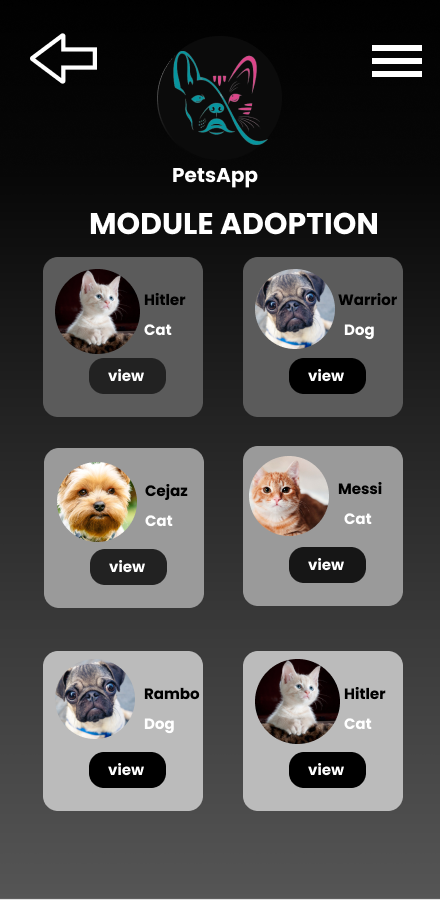 PetsApp
MODULE ADOPTION
Hitler
Cat
view
Warrior
Dog
view
Cejaz
Cat
view
Messi
Cat
view
Rambo
Dog
view
Hitler
Cat
view